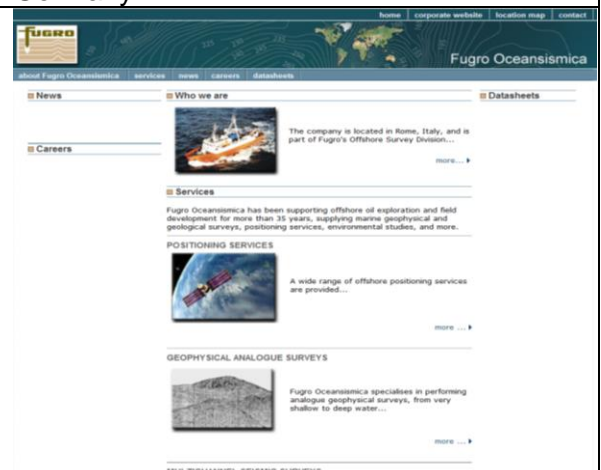 home corporate website location map contact
FUGRO
Fugro Oceansismica
about Fugro Oceansismica services news careers datasheets
News
Who we are
Datasheets
The company is located in Rome, Italy, and is
part of Fugro's Offshore Survey Division...
more...
Careers
Services
Fugro Oceansismica has been supporting offshore oil exploration and field
development for more than 35 years, supplying marine geophysical and
geological surveys, positioning services, environmental studies, and more.
POSITIONING SERVICES
A wide range of offshore positioning services
are provided...
more ...
GEOPHYSICAL ANALOGUE SURVEYS
Fugro Oceansismica specialises in performing
analogue geophysical surveys, from very
shallow to deep water...
more ...